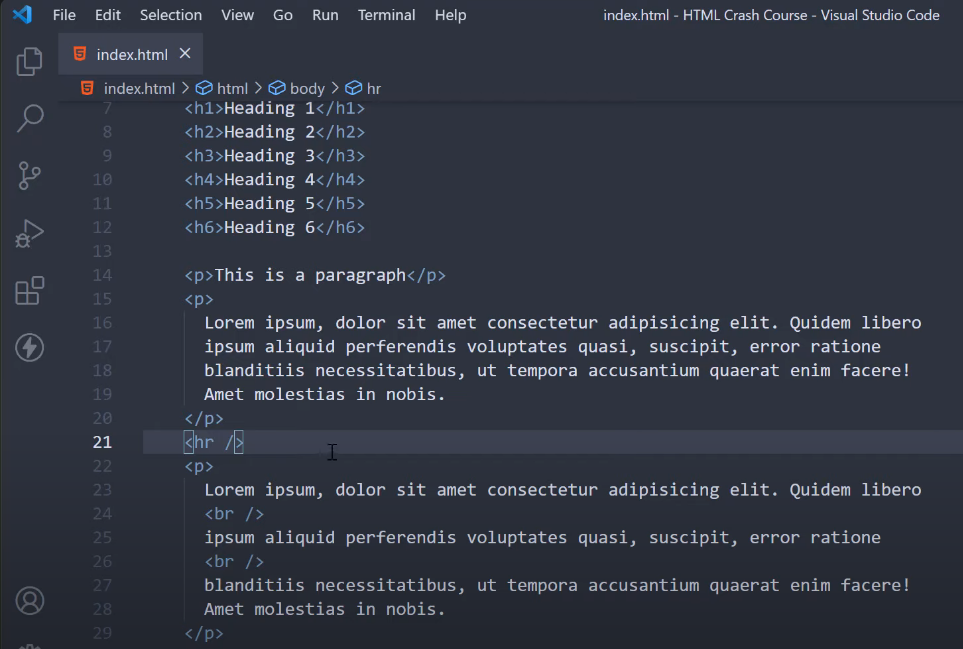 File Edit Selection View Go Run Terminal Help index.html - HTML Crash Course - Visual Studio Code
index.html
index.html > html > body > hr
7 <h1>Heading 1</h1>
8 <h2>Heading 2</h2>
9 <h3>Heading 3</h3>
10 <h4>Heading 4</h4>
11 <h5>Heading 5</h5>
12 <h6>Heading 6</h6>
13
14 <p>This is a paragraph</p>
15 <p>
16 Lorem ipsum, dolor sit amet consectetur adipisicing elit. Quidem libero
17 ipsum aliquid perferendis voluptates quasi, suscipit, error ratione
18 blanditiis necessitatibus, ut tempora accusantium quaerat enim facere!
19 Amet molestias in nobis.
20 </p>
21 <hr />
22 <p>
23 Lorem ipsum, dolor sit amet consectetur adipisicing elit. Quidem libero
24 <br />
25 ipsum aliquid perferendis voluptates quasi, suscipit, error ratione
26 <br />
27 blanditiis necessitatibus, ut tempora accusantium quaerat enim facere!
28 Amet molestias in nobis.
29 </p>